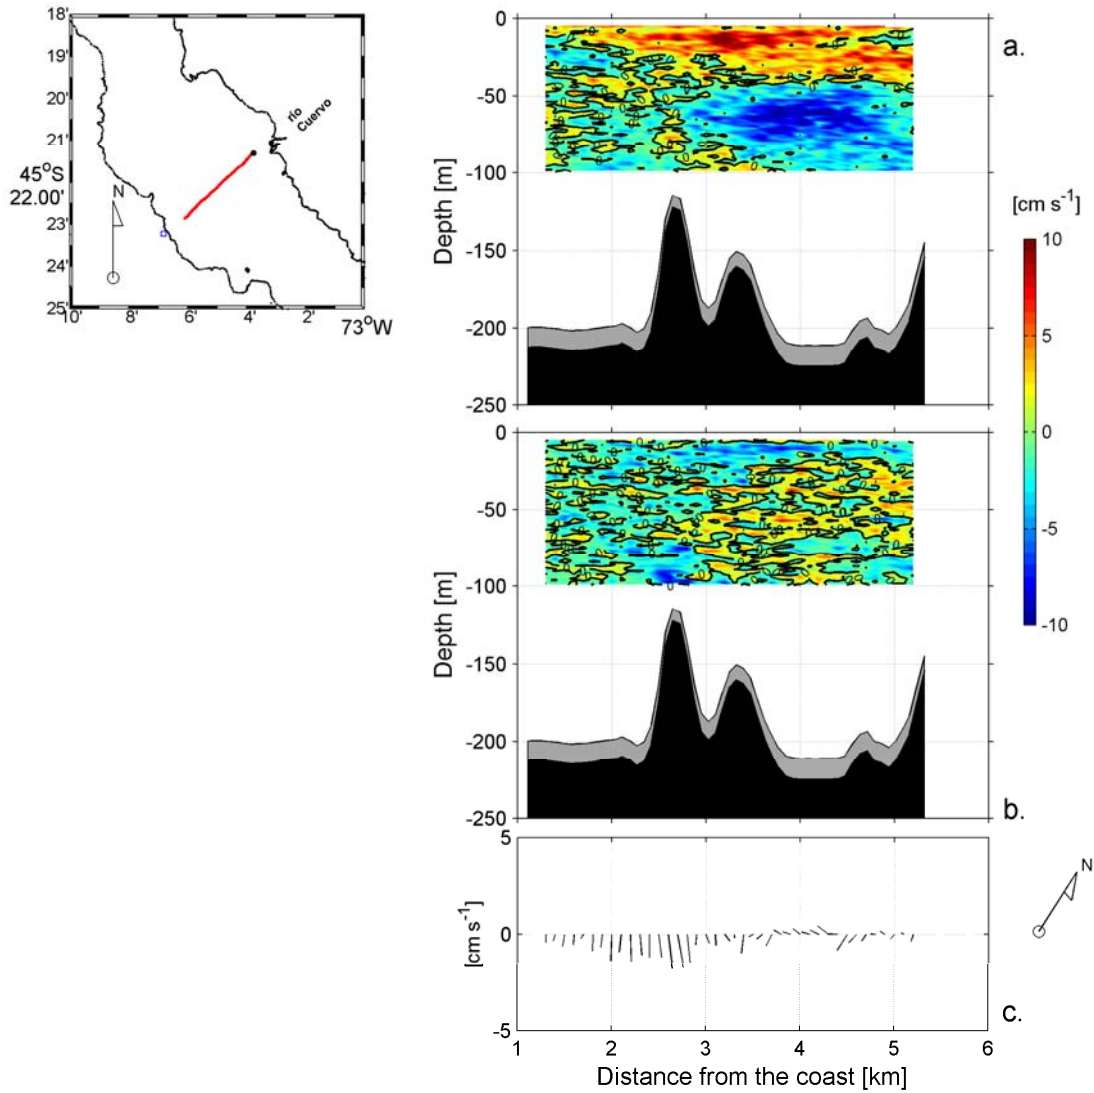 18'
19'
20'
21'
45°S
22.00'
23'
24'
25'
10'
8'
6'
4'
2'
73°W
N
río
Cuervo
a.
0
-50
-100
-150
-200
-250
Depth [m]
[cm s-1]
10
5
0
-5
-10
0
-50
-100
-150
-200
-250
Depth [m]
b.
5
0
-5
[cm s-1]
N
c.
1 2 3 4 5 6
Distance from the coast [km]